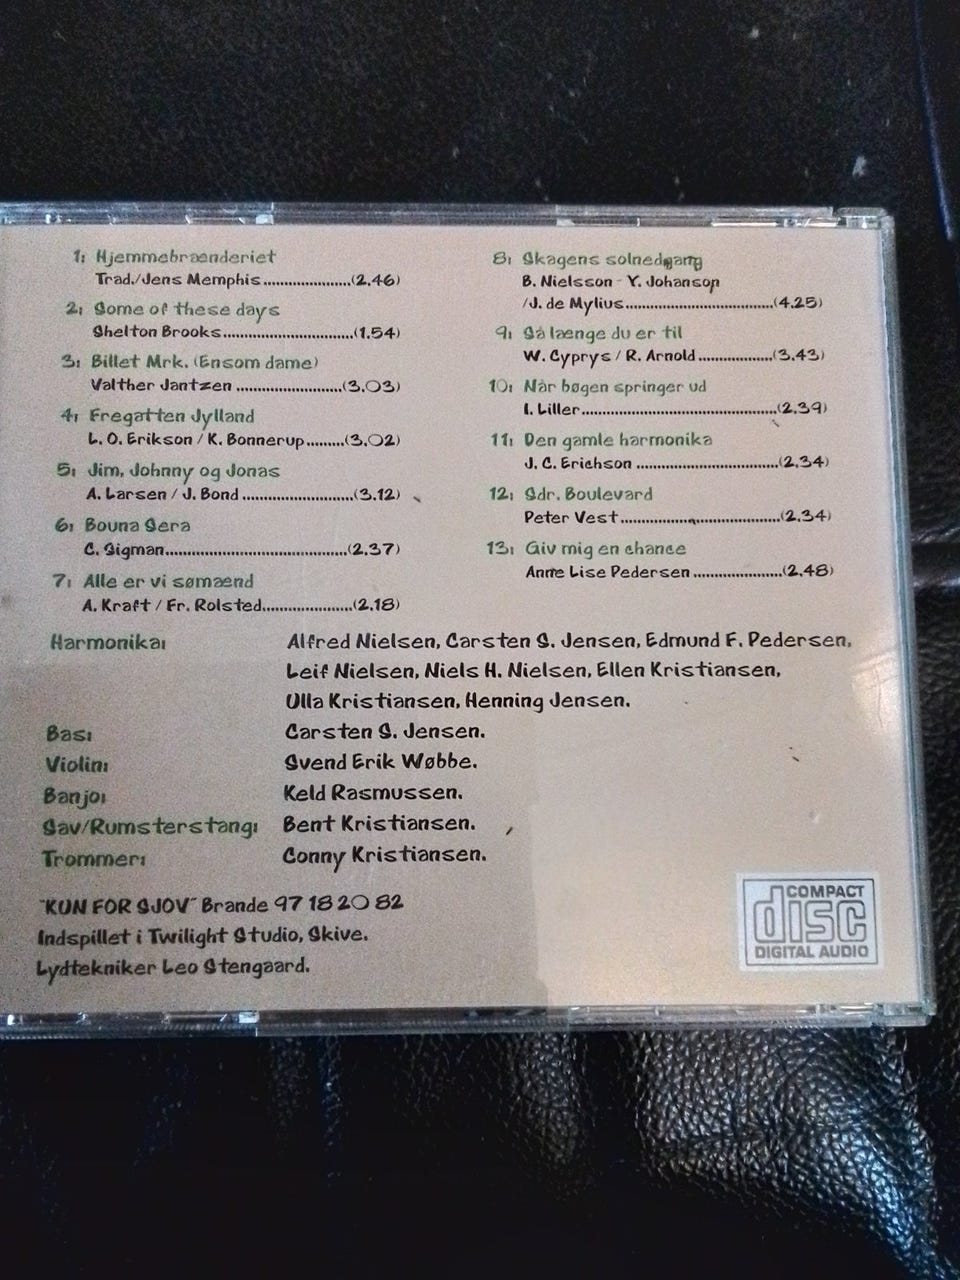 1: Hjemmebrænderiet
Trad./Jens Memphis.....................(2.46)
2: Some of these days
Shelton Brooks...............................(1.54)
3: Billet Mrk. (Ensom dame)
Valther Jantzen .........................(3.03)
4: Fregatten Jylland
L. O. Erikson / K. Bonnerup.........(3.02)
5: Jim, Johnny og Jonas
A. Larsen / J. Bond ..........................(3.12)
6: Bouna Sera
C. Sigman...........................................(2.37)
7: Alle er vi sømænd
A. Kraft / Fr. Rolsted.....................(2.18)
8: Skagens solnedgang
B. Nielsson - Y. Johansop
/J. de Mylius...................................(4.25)
9: Så længe du er til
W. Cyprys / R. Arnold..................(3.43)
10: Når bøgen springer ud
I. Liller..............................................(2.39)
11: Den gamle harmonika
J. C. Erichson .................................(2.34)
12: Sdr. Boulevard
Peter Vest......................................(2.34)
13: Giv mig en chance
Anne Lise Pedersen .....................(2.48)
Harmonika: Alfred Nielsen, Carsten S. Jensen, Edmund F. Pedersen,
Leif Nielsen, Niels H. Nielsen, Ellen Kristiansen,
Ulla Kristiansen, Henning Jensen.
Bas: Carsten S. Jensen.
Violin: Svend Erik Wøbbe.
Banjo: Keld Rasmussen.
Sav/Rumsterstang: Bent Kristiansen.
Trommer: Conny Kristiansen.
"KUN FOR SJOV" Brande 97 18 20 82
Indspillet i Twilight Studio, Skive.
Lydtekniker Leo Stengaard.
COMPACT
disc
DIGITAL AUDIO